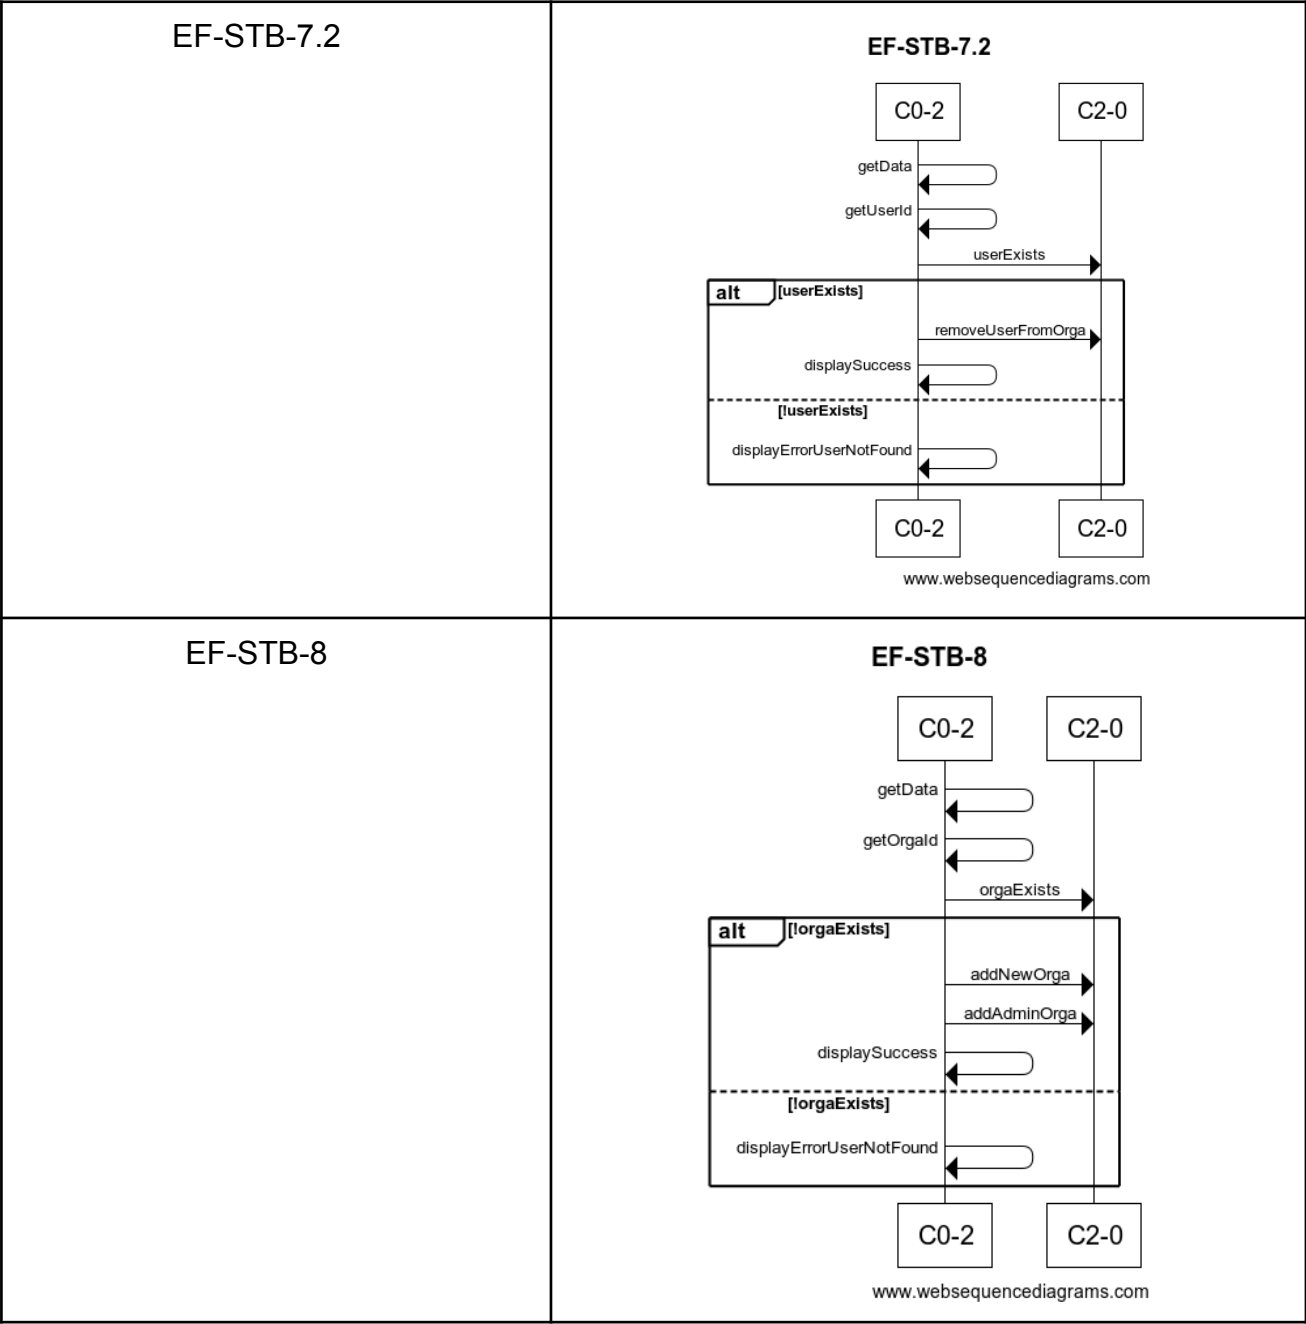 EF-STB-7.2
EF-STB-7.2
C0-2 C2-0
getData
getUserId
userExists
alt [userExists]
removeUserFromOrga
displaySuccess
[!userExists]
displayErrorUserNotFound
C0-2 C2-0
www.websequencediagrams.com
EF-STB-8
EF-STB-8
C0-2 C2-0
getData
getOrgaId
orgaExists
alt [!orgaExists]
addNewOrga
addAdminOrga
displaySuccess
[!orgaExists]
displayErrorUserNotFound
C0-2 C2-0
www.websequencediagrams.com